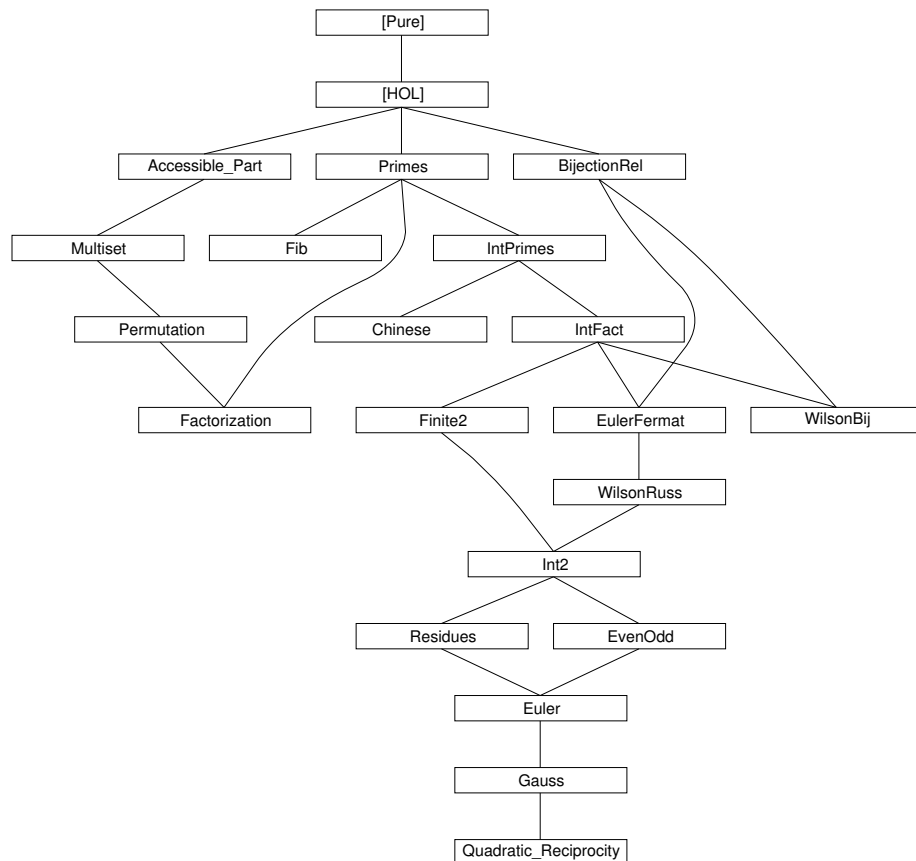 [Pure]
[HOL]
Accessible_Part
Primes
BijectionRel
Multiset
Fib
IntPrimes
Permutation
Chinese
IntFact
Factorization
Finite2
EulerFermat
WilsonBij
WilsonRuss
Int2
Residues
EvenOdd
Euler
Gauss
Quadratic_Reciprocity